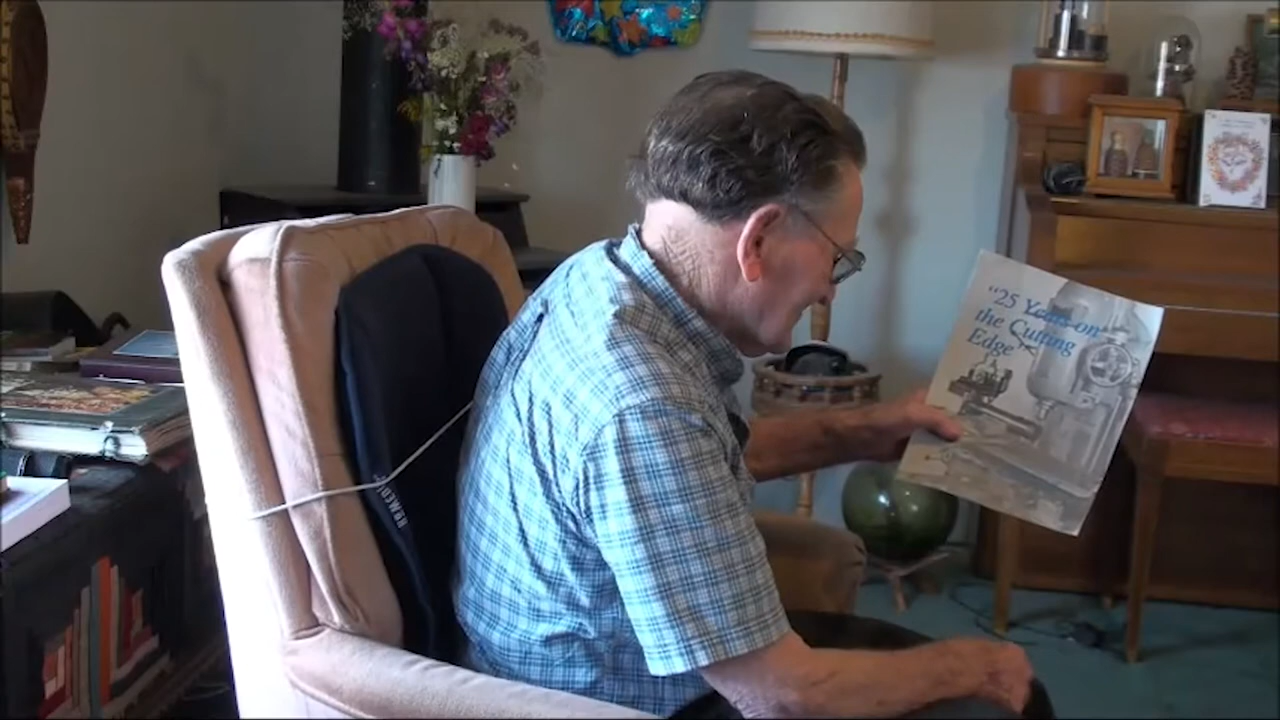 “25 Years on
the Cutting
Edge”